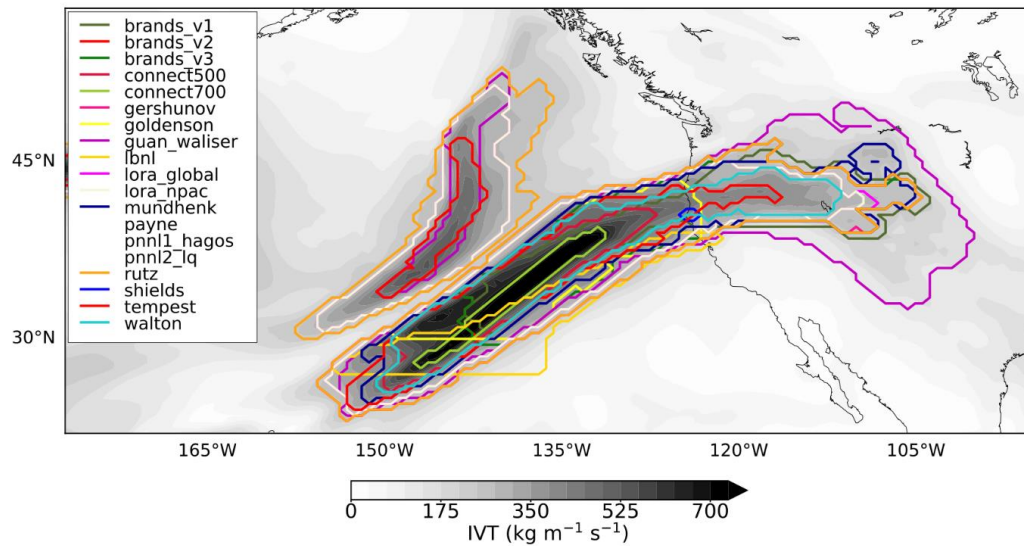 brands_v1
brands_v2
brands_v3
connect500
connect700
gershunov
goldenson
guan_waliser
lbnl
lora_global
lora_npac
mundhenk
payne
pnnl1_hagos
pnnl2_lq
rutz
shields
tempest
walton
45°N
30°N
165°W 150°W 135°W 120°W 105°W
0 175 350 525 700
IVT (kg m⁻¹ s⁻¹)